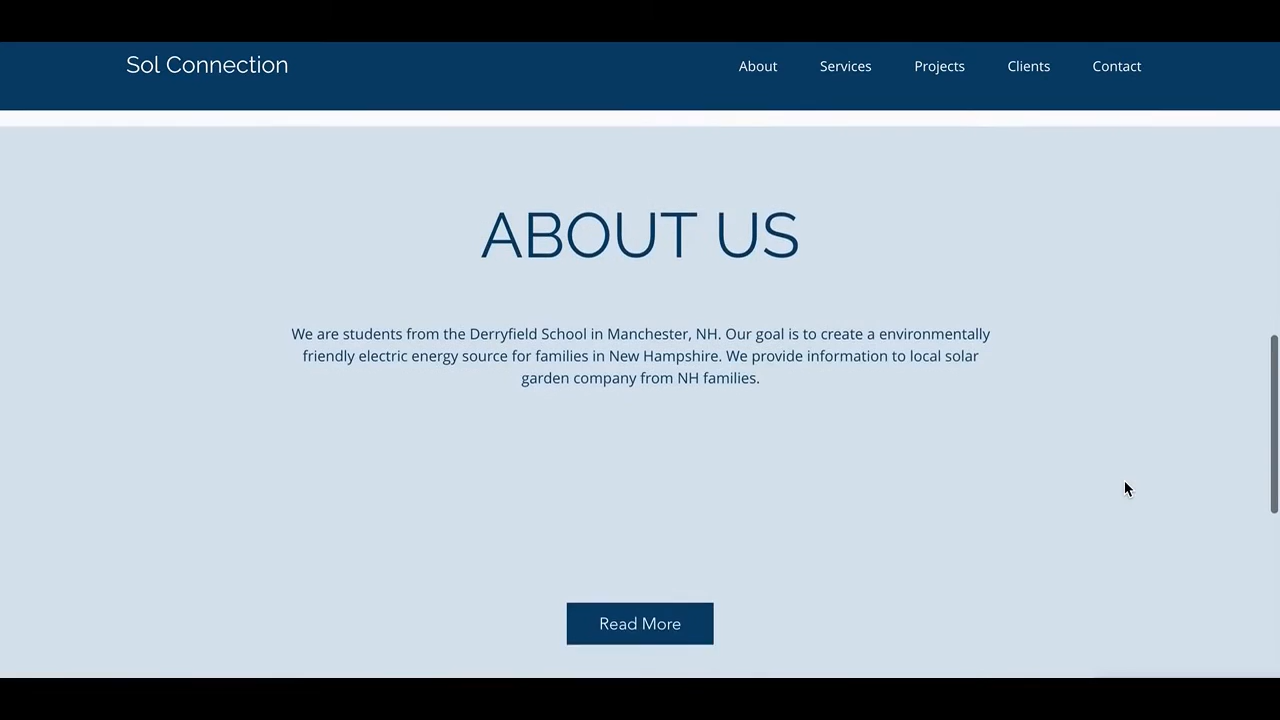 Sol Connection
About Services Projects Clients Contact
ABOUT US
We are students from the Derryfield School in Manchester, NH. Our goal is to create a environmentally
friendly electric energy source for families in New Hampshire. We provide information to local solar
garden company from NH families.
Read More